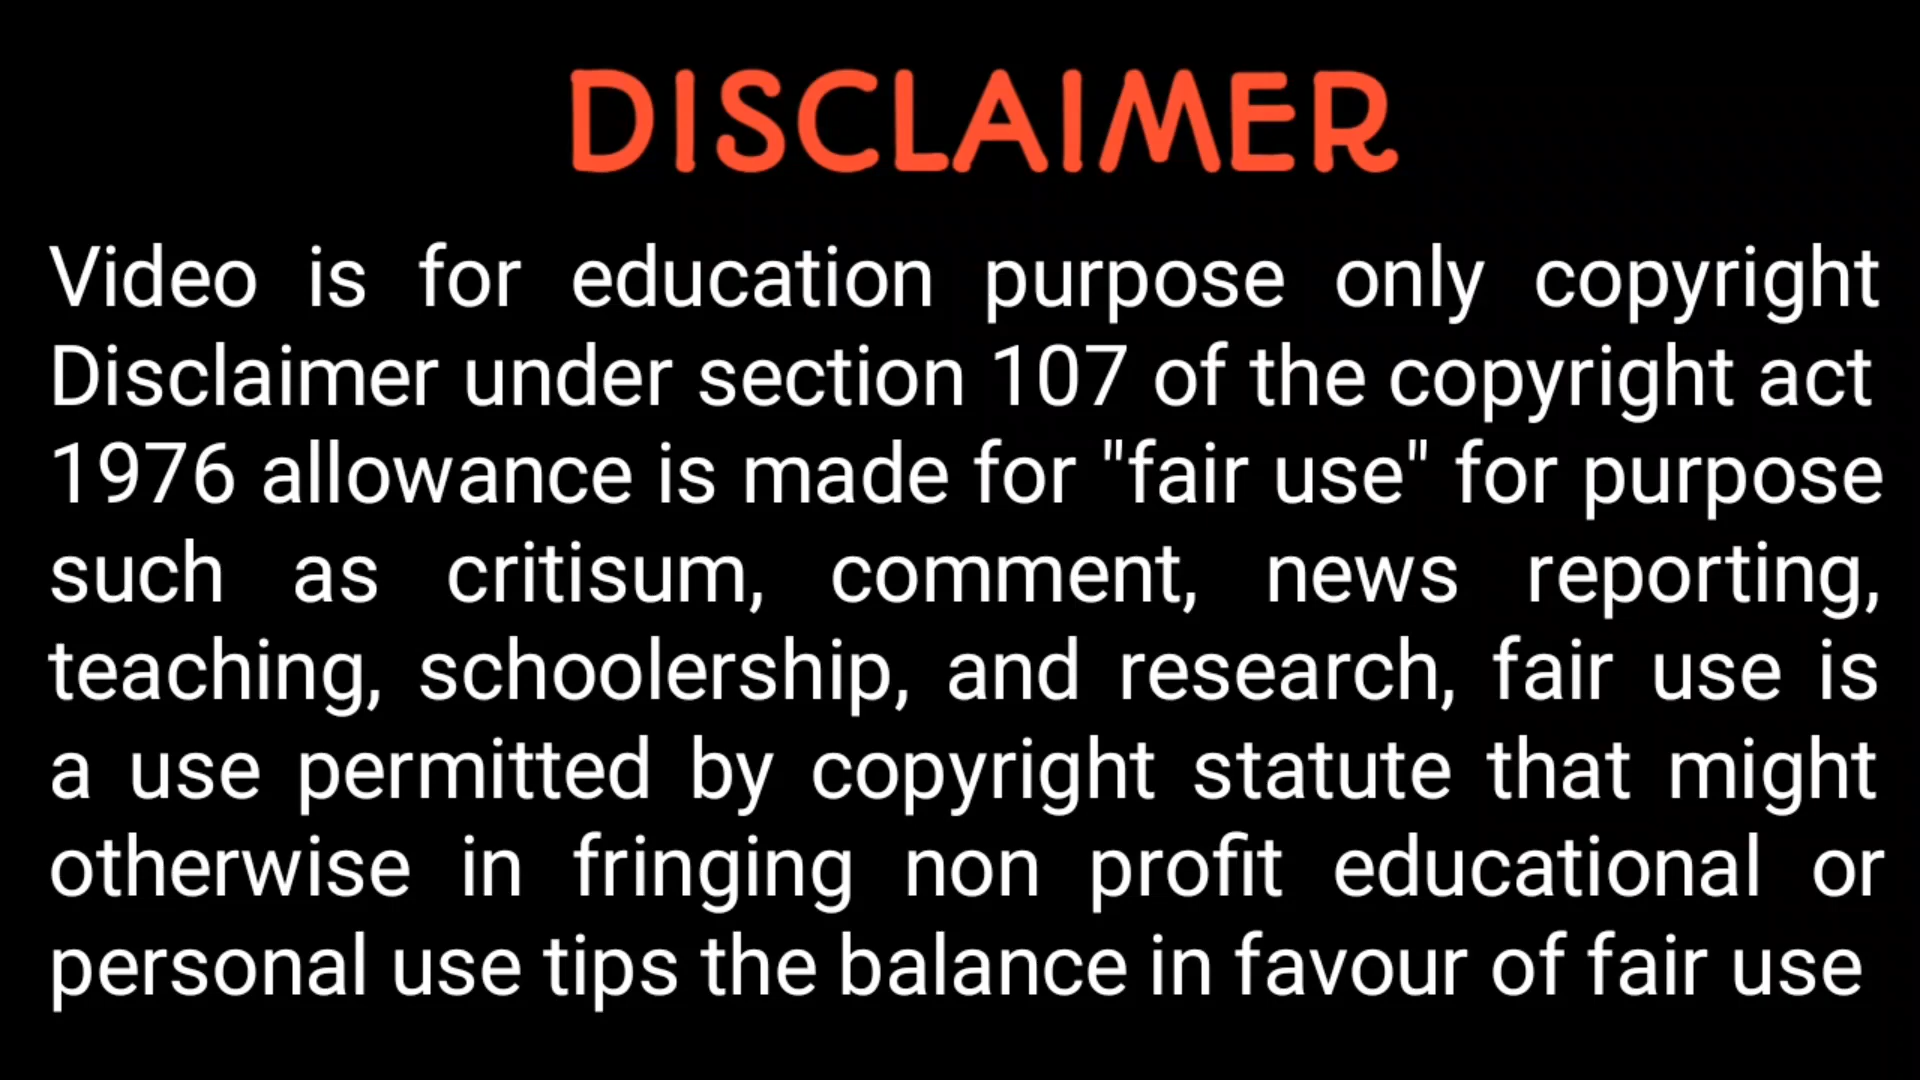 DISCLAIMER
Video is for education purpose only copyright
Disclaimer under section 107 of the copyright act
1976 allowance is made for "fair use" for purpose
such as critisum, comment, news reporting,
teaching, schoolership, and research, fair use is
a use permitted by copyright statute that might
otherwise in fringing non profit educational or
personal use tips the balance in favour of fair use